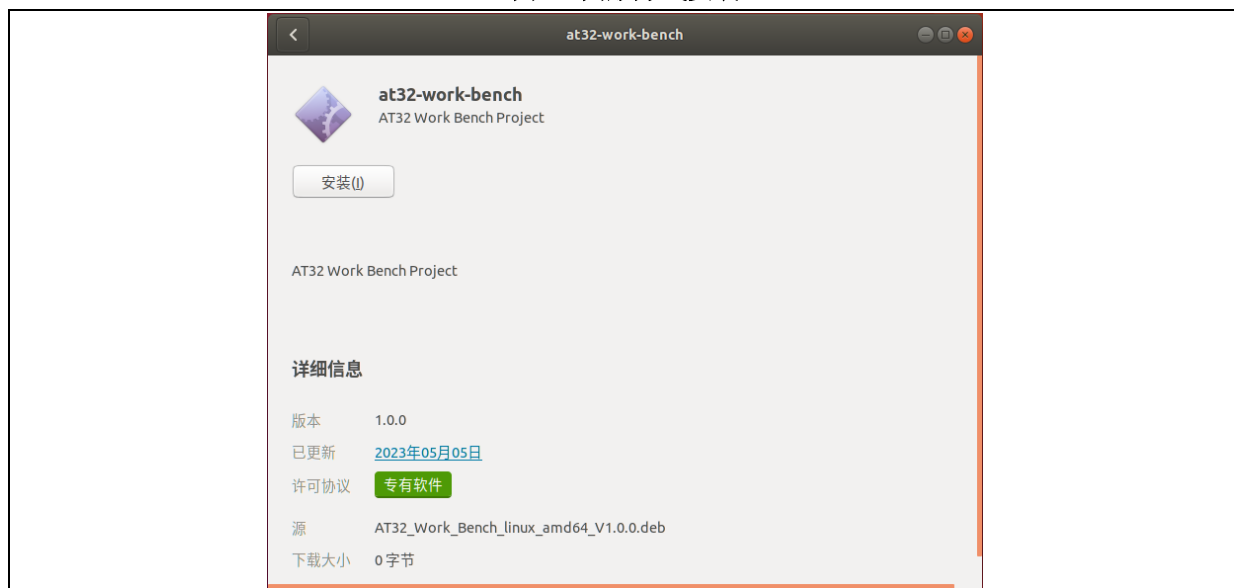 at32-work-bench
at32-work-bench
AT32 Work Bench Project
安装(I)
AT32 Work Bench Project
详细信息
版本 1.0.0
已更新 2023年05月05日
许可协议 专有软件
源 AT32_Work_Bench_linux_amd64_V1.0.0.deb
下载大小 0 字节